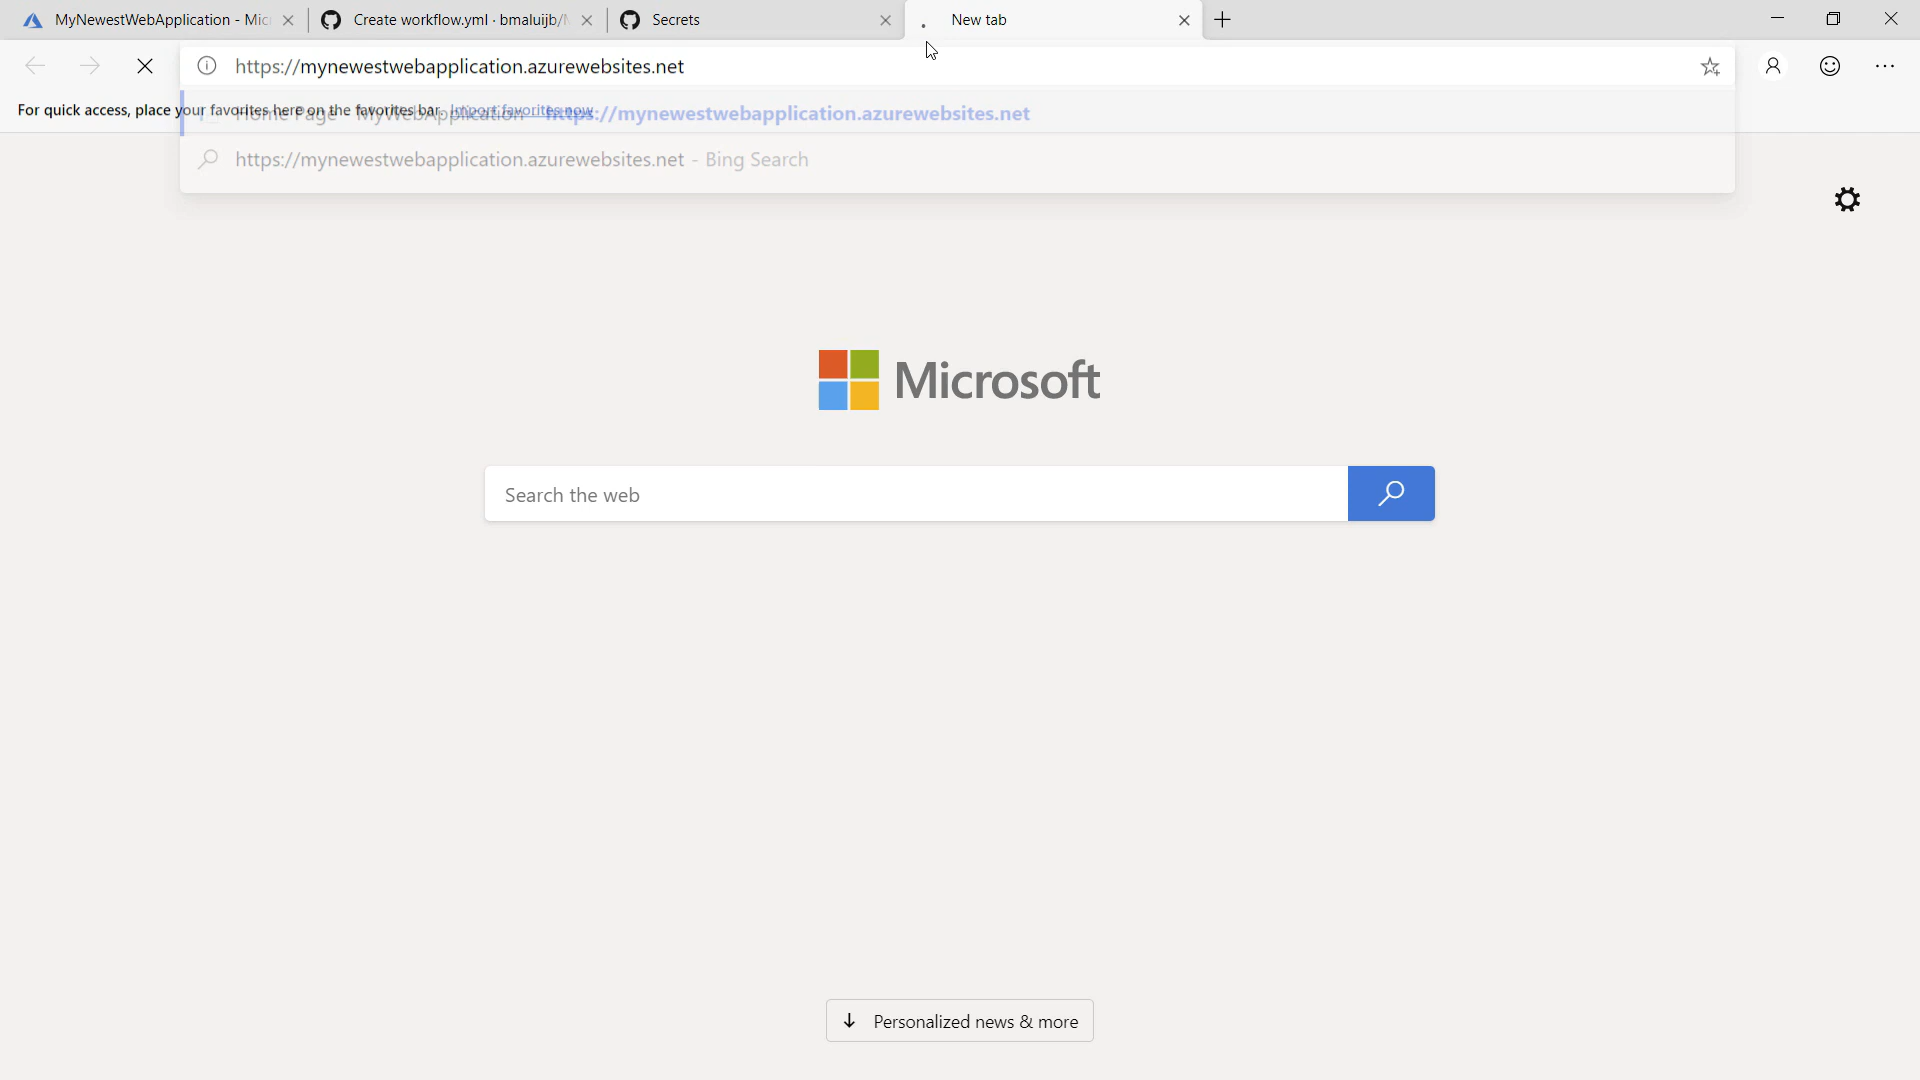 MyNewestWebApplication - Mic
Create workflow.yml · bmaluijb/
Secrets
New tab
https://mynewestwebapplication.azurewebsites.net
For quick access, place your favorites here on the favorites bar. Import favorites now
Home Page - MyWebApplication - https://mynewestwebapplication.azurewebsites.net
https://mynewestwebapplication.azurewebsites.net - Bing Search
Microsoft
Search the web
Personalized news & more